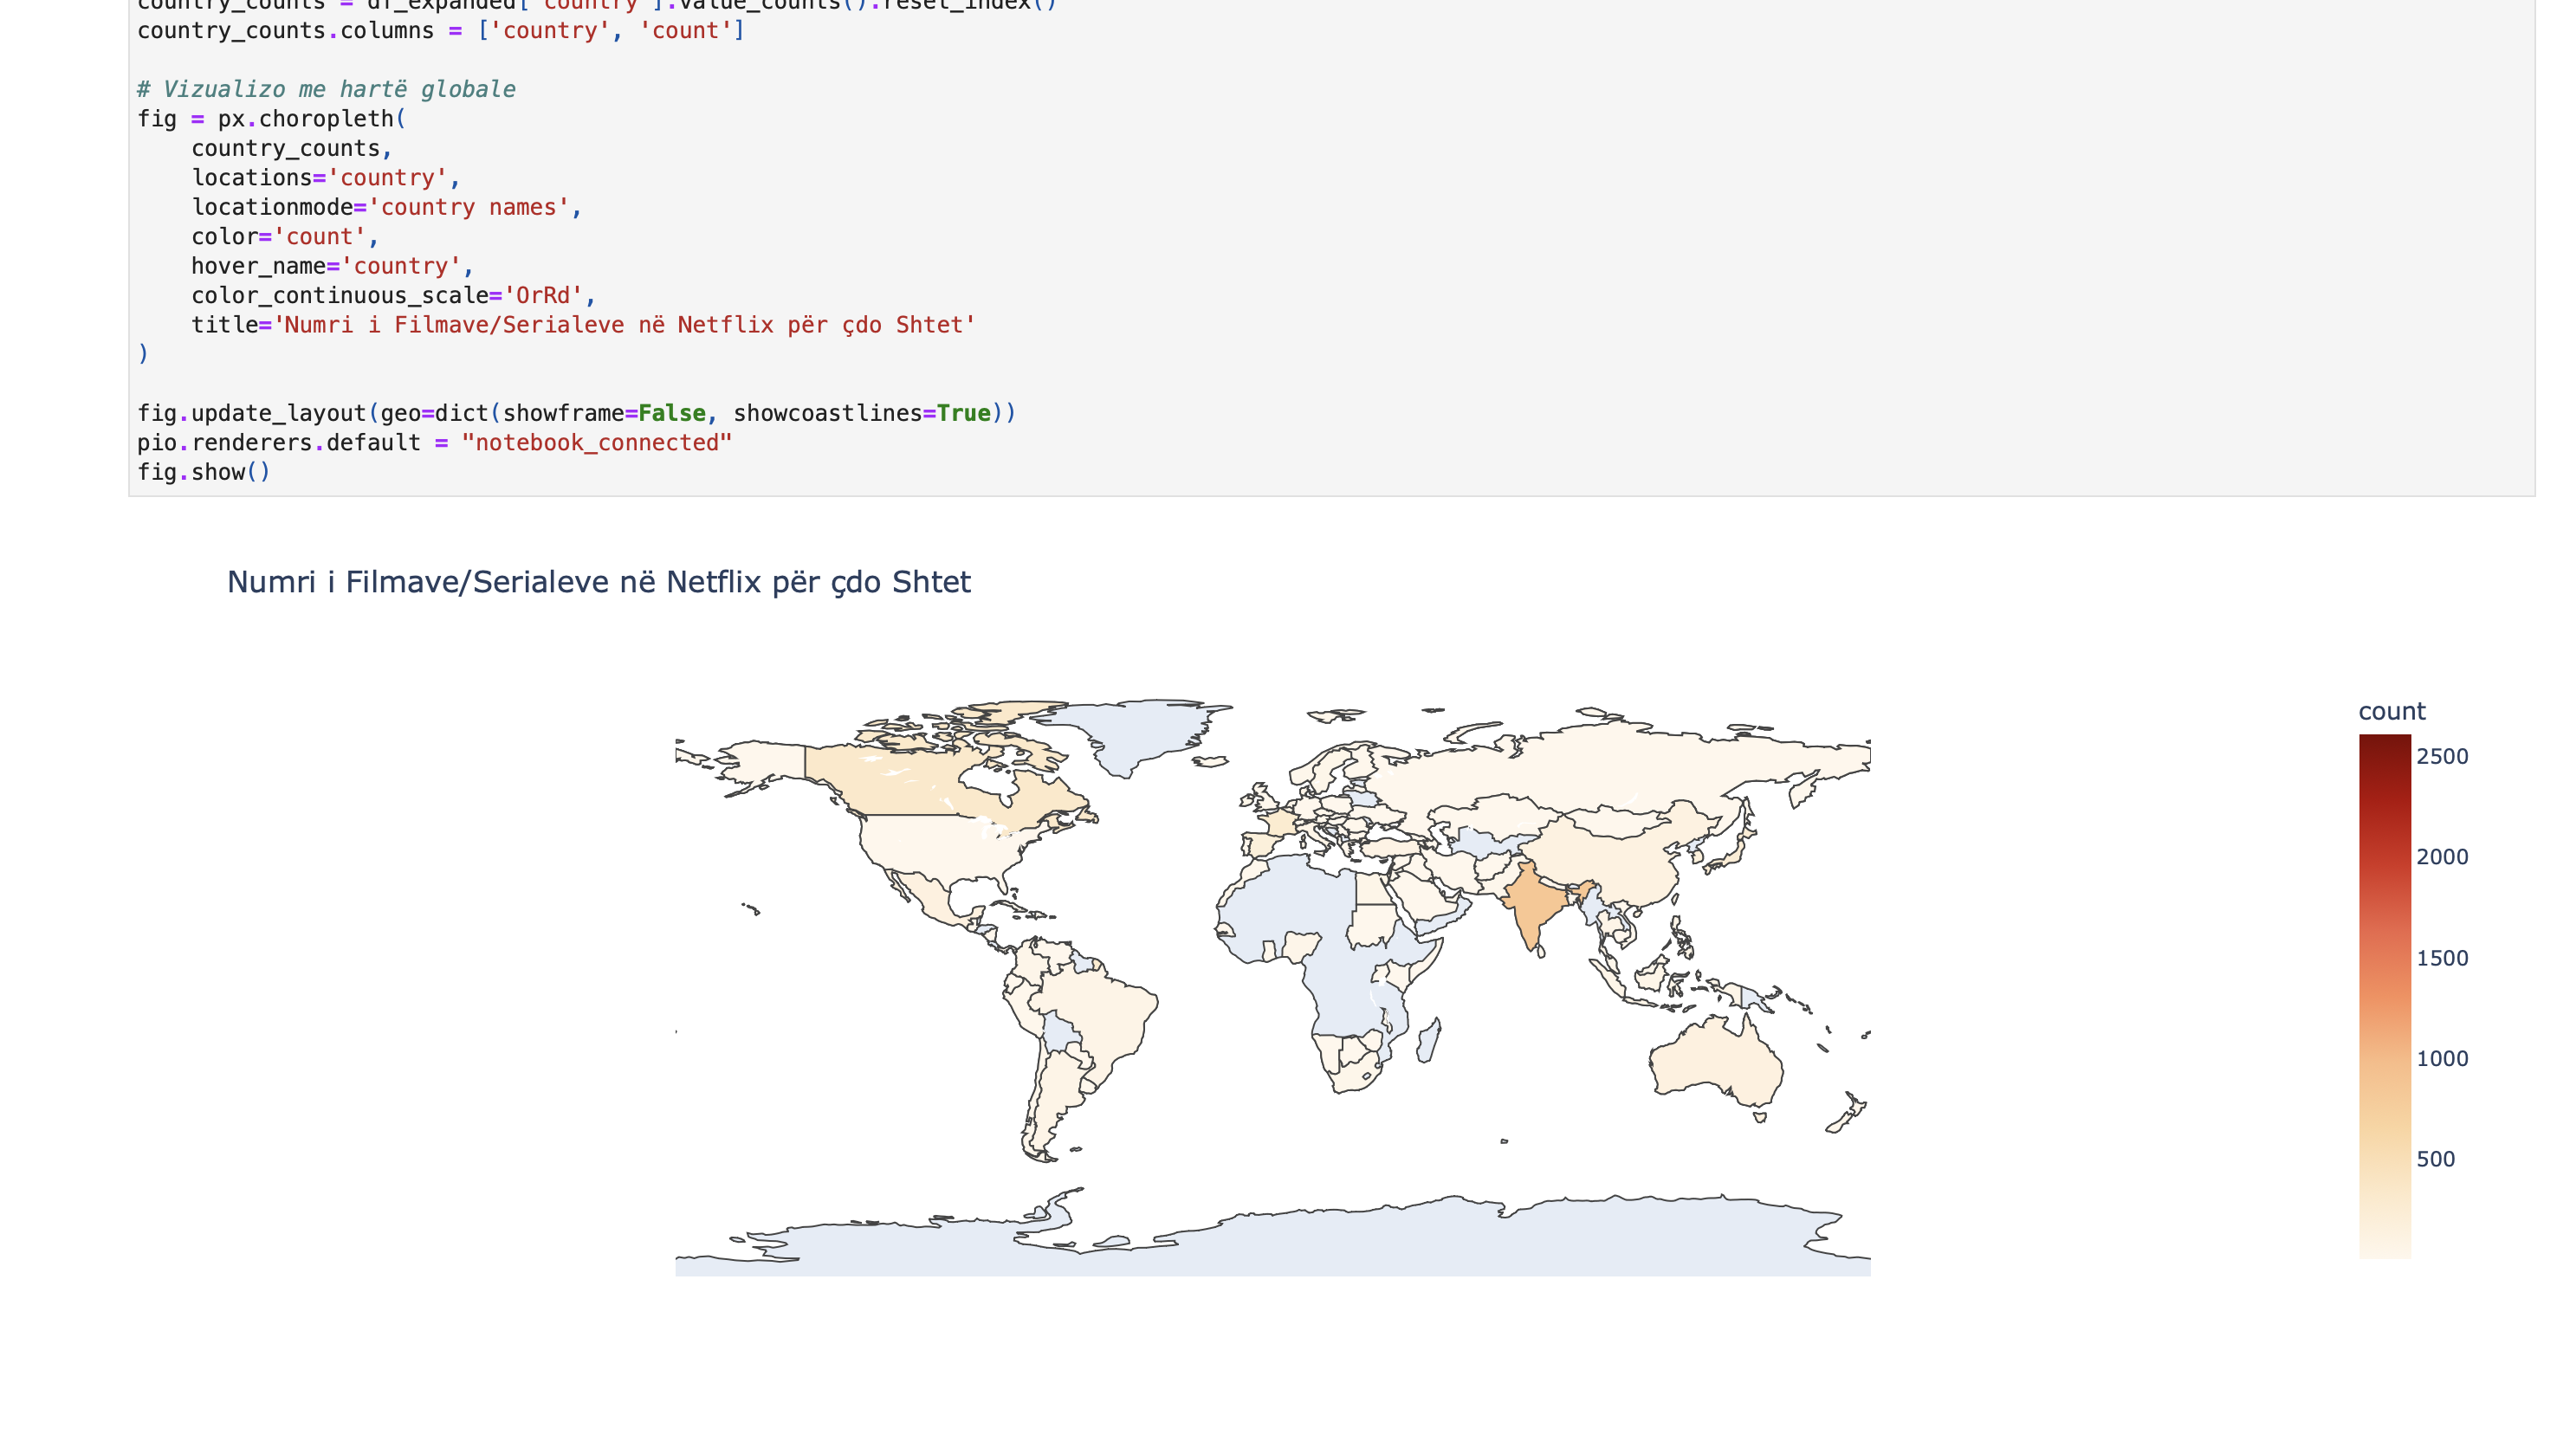 country_counts = df_expanded['country'].value_counts().reset_index()
country_counts.columns = ['country', 'count']
# Vizualizo me hartë globale
fig = px.choropleth(
    country_counts,
    locations='country',
    locationmode='country names',
    color='count',
    hover_name='country',
    color_continuous_scale='OrRd',
    title='Numri i Filmave/Serialeve në Netflix për çdo Shtet'
)
fig.update_layout(geo=dict(showframe=False, showcoastlines=True))
pio.renderers.default = "notebook_connected"
fig.show()
Numri i Filmave/Serialeve në Netflix për çdo Shtet
count
2500
2000
1500
1000
500